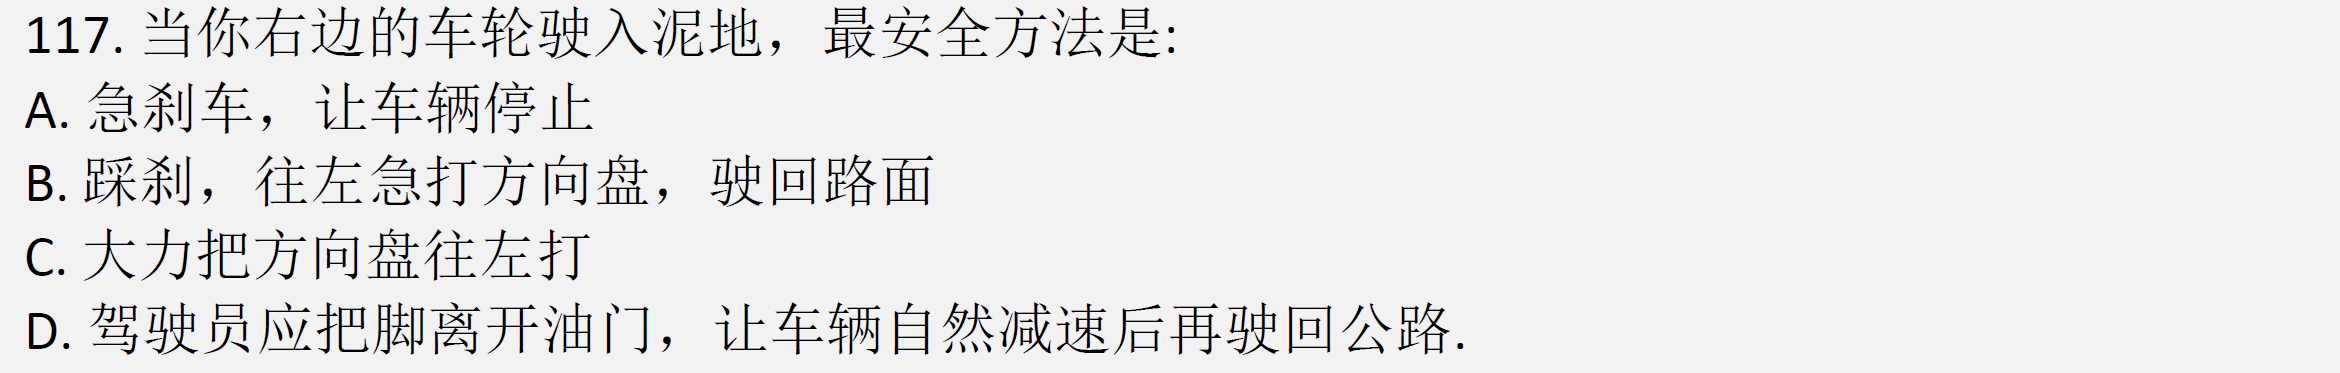 117. 当你右边的车轮驶入泥地，最安全方法是:
A. 急刹车，让车辆停止
B. 踩刹，往左急打方向盘，驶回路面
C. 大力把方向盘往左打
D. 驾驶员应把脚离开油门，让车辆自然减速后再驶回公路.